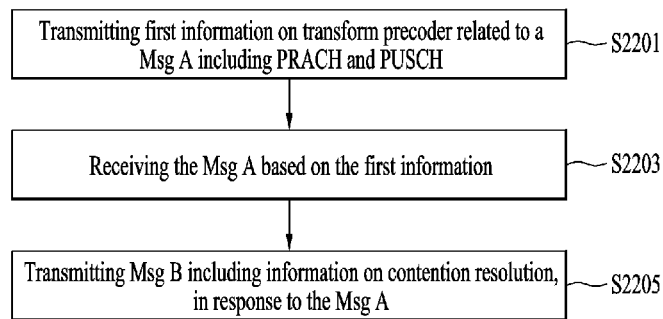 Transmitting first information on transform precoder related to a
Msg A including PRACH and PUSCH
S2201
Receiving the Msg A based on the first information
S2203
Transmitting Msg B including information on contention resolution,
in response to the Msg A
S2205